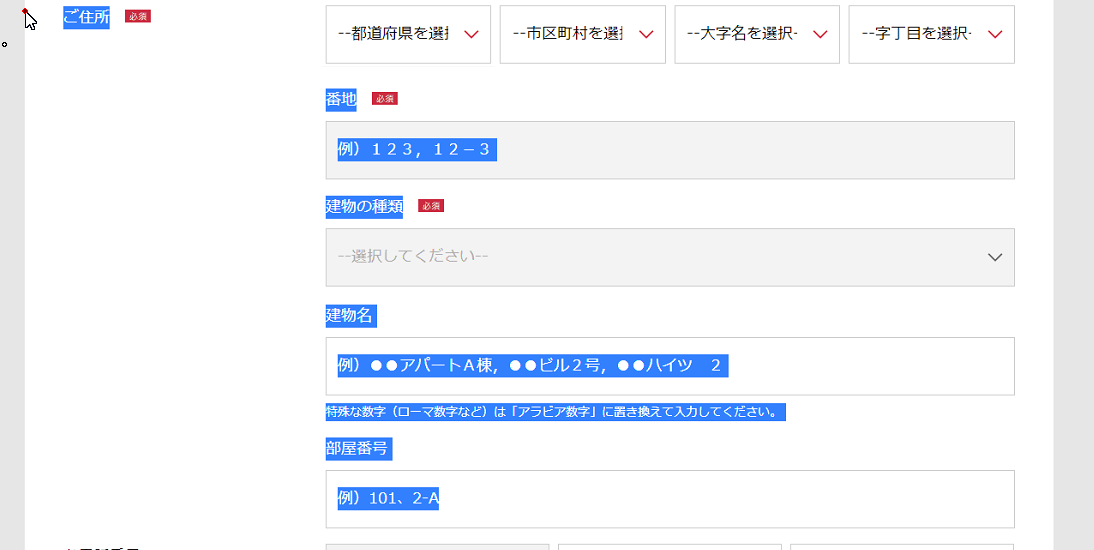 ご住所 必須
--都道府県を選 --市区町村を選 --大字名を選択- --字丁目を選択-
番地 必須
例）１２３，１２－３
建物の種類 必須
--選択してください--
建物名
例）●●アパートＡ棟，●●ビル２号，●●ハイツ　２
特殊な数字（ローマ数字など）は「アラビア数字」に置き換えて入力してください。
部屋番号
例）101、2-A